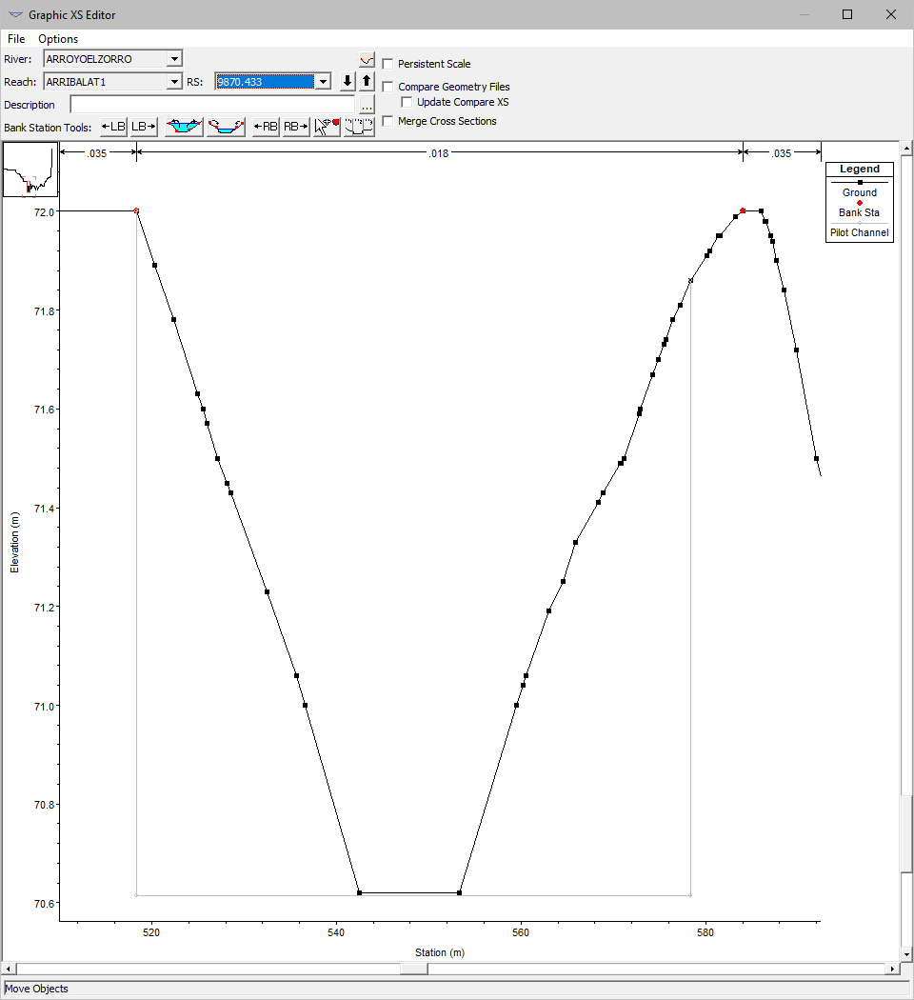 Graphic XS Editor
File Options
River: ARROYOELZORRO
Persistent Scale
Reach: ARRIBALAT1 RS: 9870.433
Compare Geometry Files
Description ...
Update Compare XS
Bank Station Tools: LB LB RB RB
Merge Cross Sections
.035 .018 .035
Legend
Ground
Bank Sta
Pilot Channel
72.0
71.8
71.6
71.4
71.2
71.0
70.8
70.6
Elevation (m)
520 540 560 580
Station (m)
Move Objects